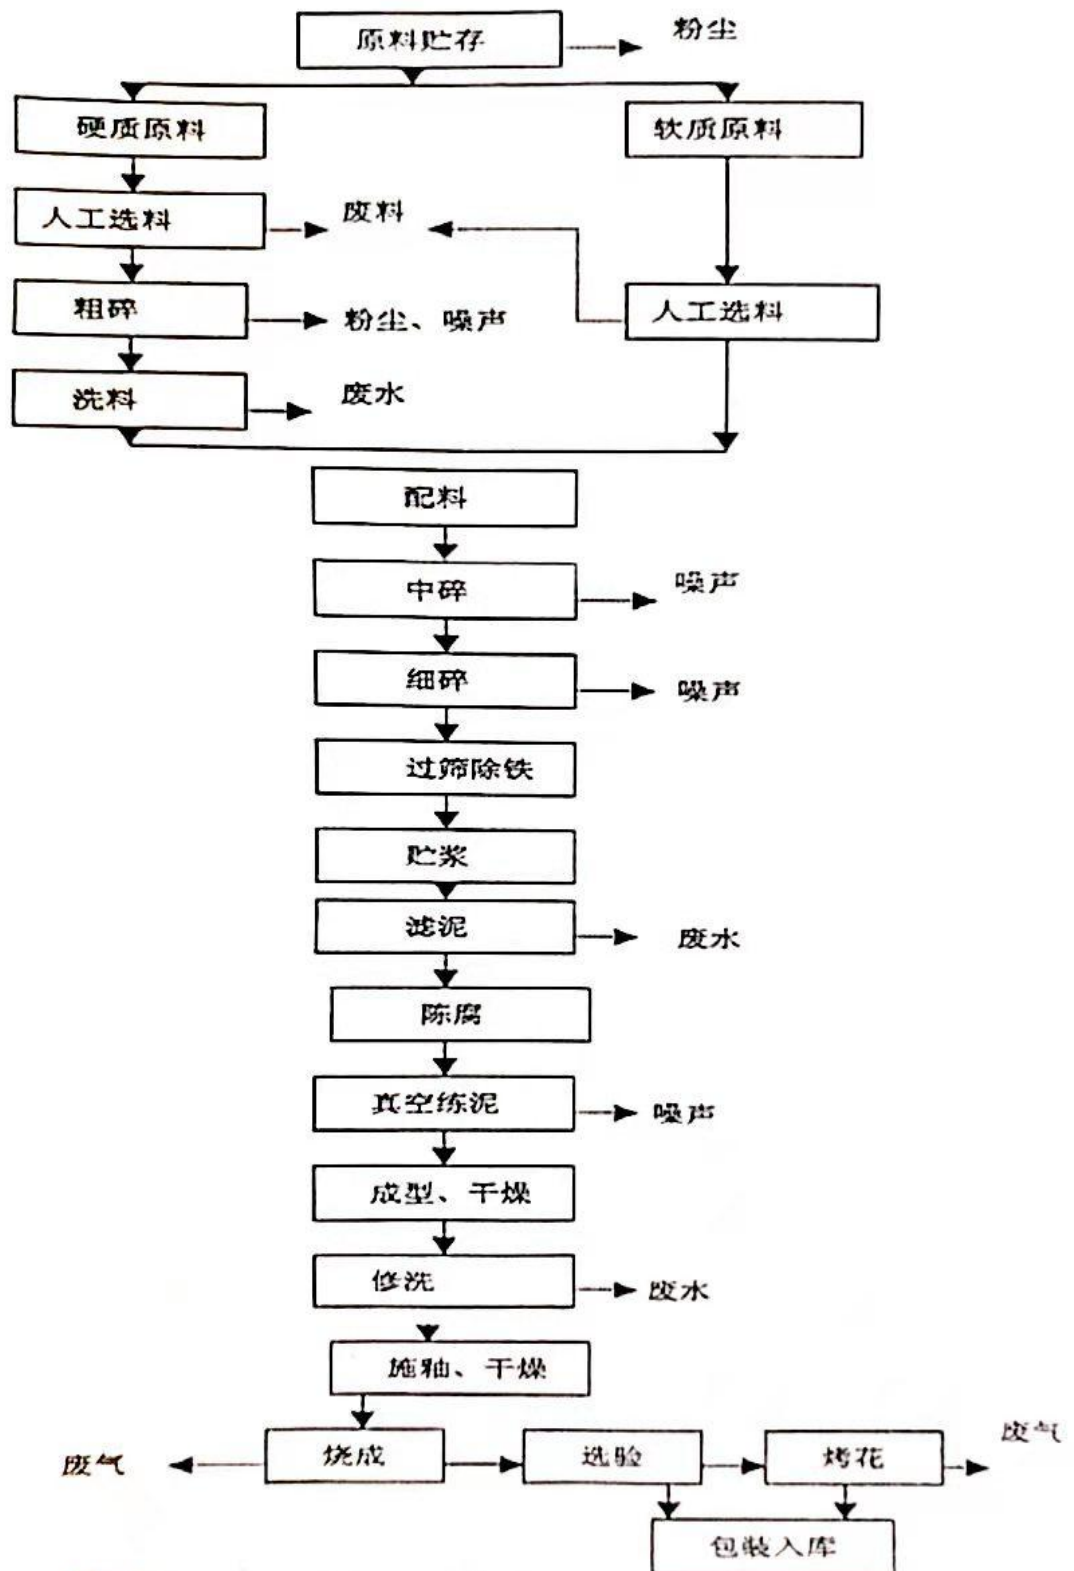 原料贮存
粉尘
硬质原料
软质原料
人工选料
废料
粗碎
粉尘、噪声
人工选料
洗料
废水
配料
中碎
噪声
细碎
噪声
过筛除铁
贮浆
滤泥
废水
陈腐
真空练泥
噪声
成型、干燥
修洗
废水
施釉、干燥
废气
烧成
选验
烤花
废气
包装入库